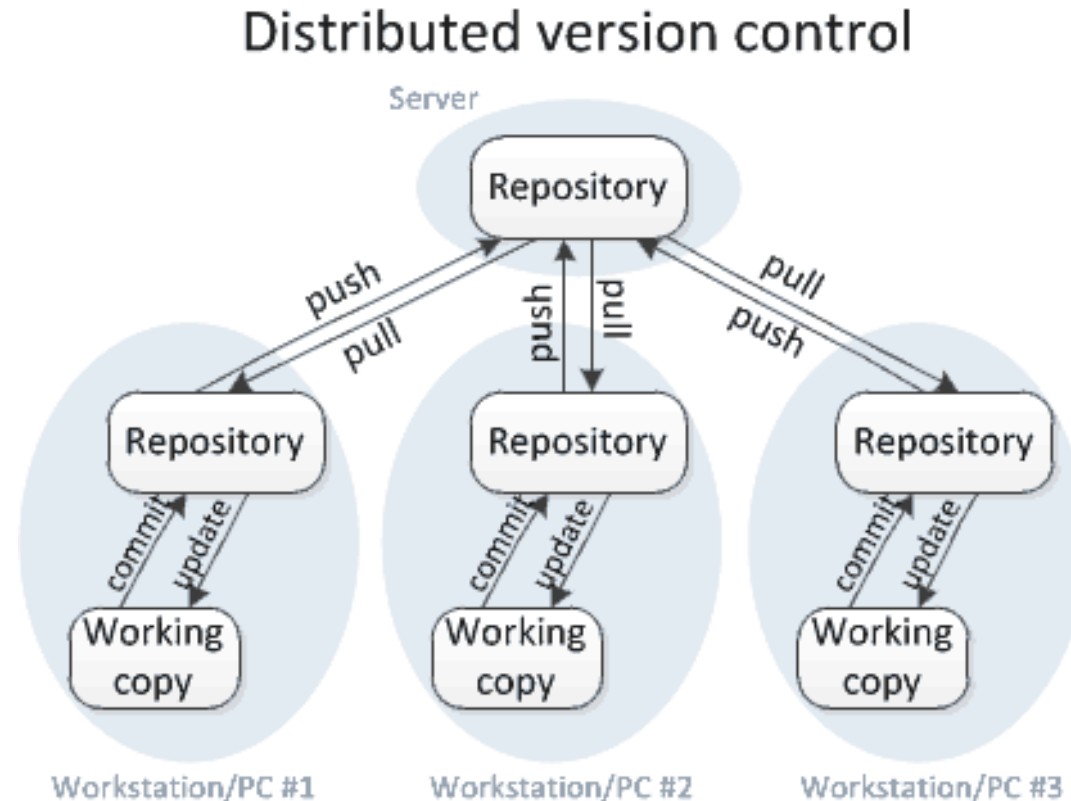 Distributed version control
Server
Repository
push
pull
push
pull
pull
push
Repository
Repository
Repository
commit
update
commit
update
commit
update
Working
copy
Working
copy
Working
copy
Workstation/PC #1
Workstation/PC #2
Workstation/PC #3